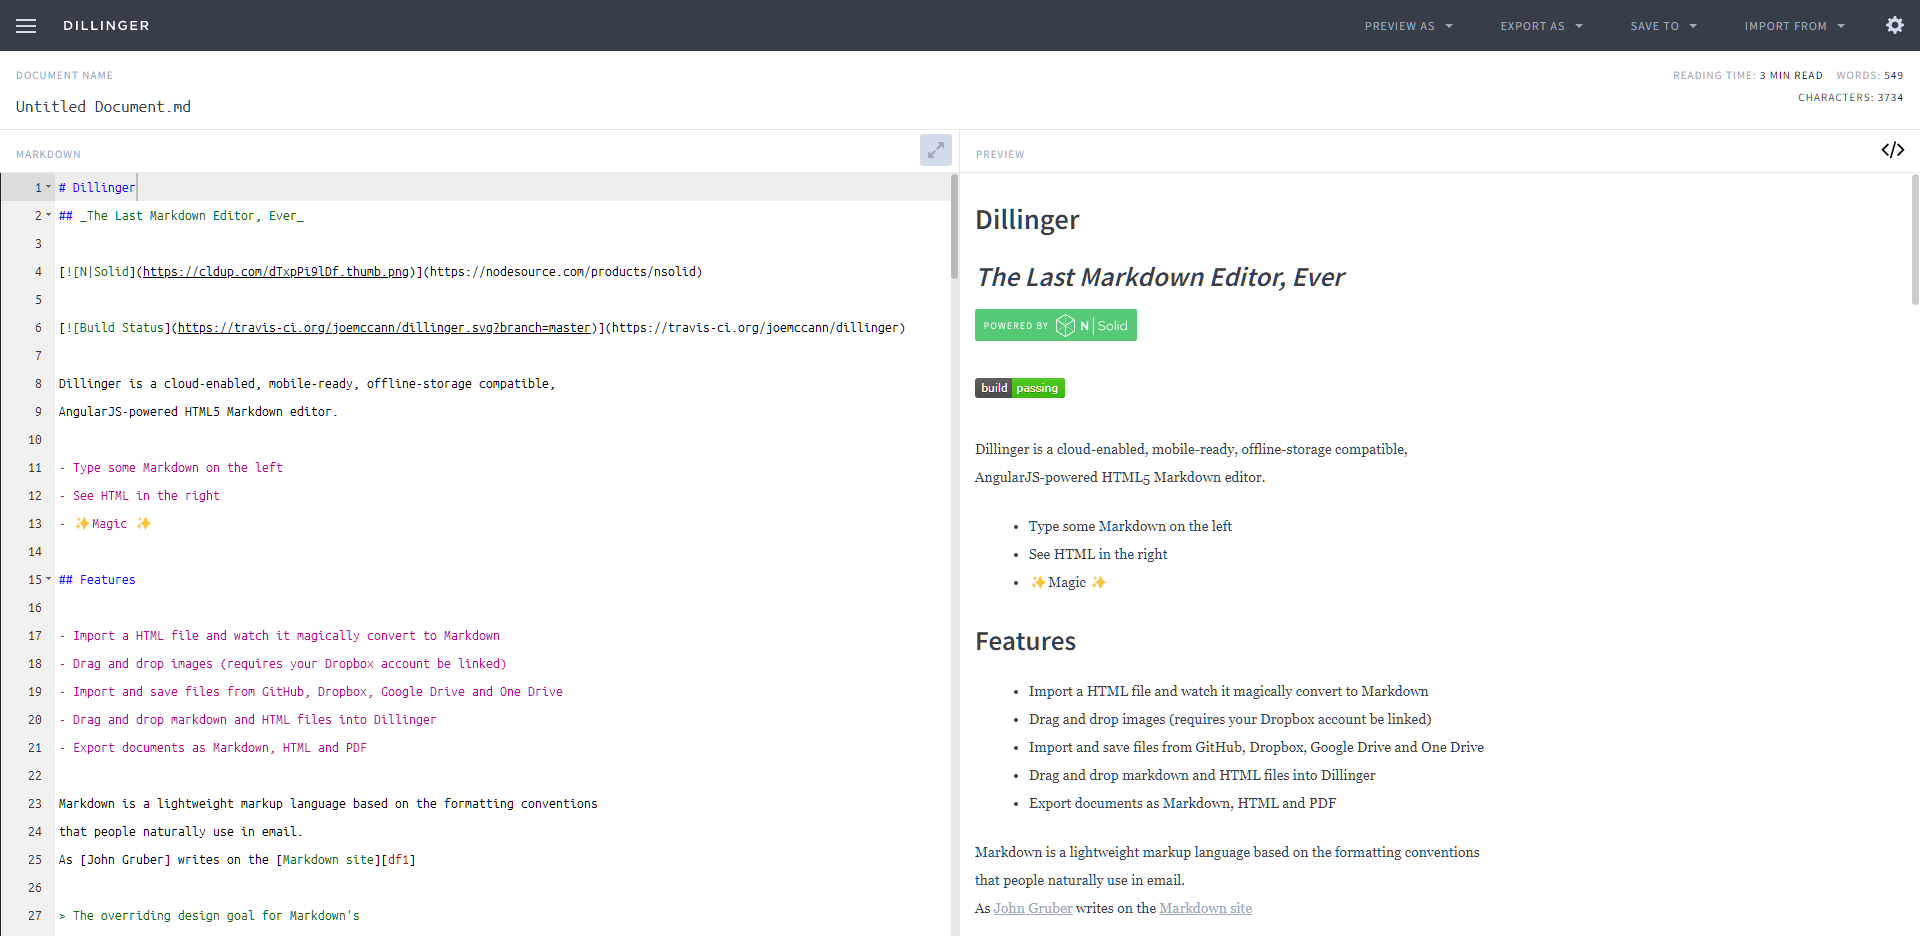 DILLINGER
PREVIEW AS
EXPORT AS
SAVE TO
IMPORT FROM
DOCUMENT NAME
Untitled Document.md
READING TIME: 3 MIN READ WORDS: 549
CHARACTERS: 3734
MARKDOWN
1 # Dillinger
2 ## _The Last Markdown Editor, Ever_
3
4 [![N|Solid](https://cldup.com/dTxpPi9lDf.thumb.png)](https://nodesource.com/products/nsolid)
5
6 [![Build Status](https://travis-ci.org/joemccann/dillinger.svg?branch=master)](https://travis-ci.org/joemccann/dillinger)
7
8 Dillinger is a cloud-enabled, mobile-ready, offline-storage compatible,
9 AngularJS-powered HTML5 Markdown editor.
10
11 - Type some Markdown on the left
12 - See HTML in the right
13 - ✨Magic ✨
14
15 ## Features
16
17 - Import a HTML file and watch it magically convert to Markdown
18 - Drag and drop images (requires your Dropbox account be linked)
19 - Import and save files from GitHub, Dropbox, Google Drive and One Drive
20 - Drag and drop markdown and HTML files into Dillinger
21 - Export documents as Markdown, HTML and PDF
22
23 Markdown is a lightweight markup language based on the formatting conventions
24 that people naturally use in email.
25 As [John Gruber] writes on the [Markdown site][df1]
26
27 > The overriding design goal for Markdown's
PREVIEW
</>
Dillinger
The Last Markdown Editor, Ever
POWERED BY N|Solid
build passing
Dillinger is a cloud-enabled, mobile-ready, offline-storage compatible,
AngularJS-powered HTML5 Markdown editor.
• Type some Markdown on the left
• See HTML in the right
• ✨Magic ✨
Features
• Import a HTML file and watch it magically convert to Markdown
• Drag and drop images (requires your Dropbox account be linked)
• Import and save files from GitHub, Dropbox, Google Drive and One Drive
• Drag and drop markdown and HTML files into Dillinger
• Export documents as Markdown, HTML and PDF
Markdown is a lightweight markup language based on the formatting conventions
that people naturally use in email.
As John Gruber writes on the Markdown site